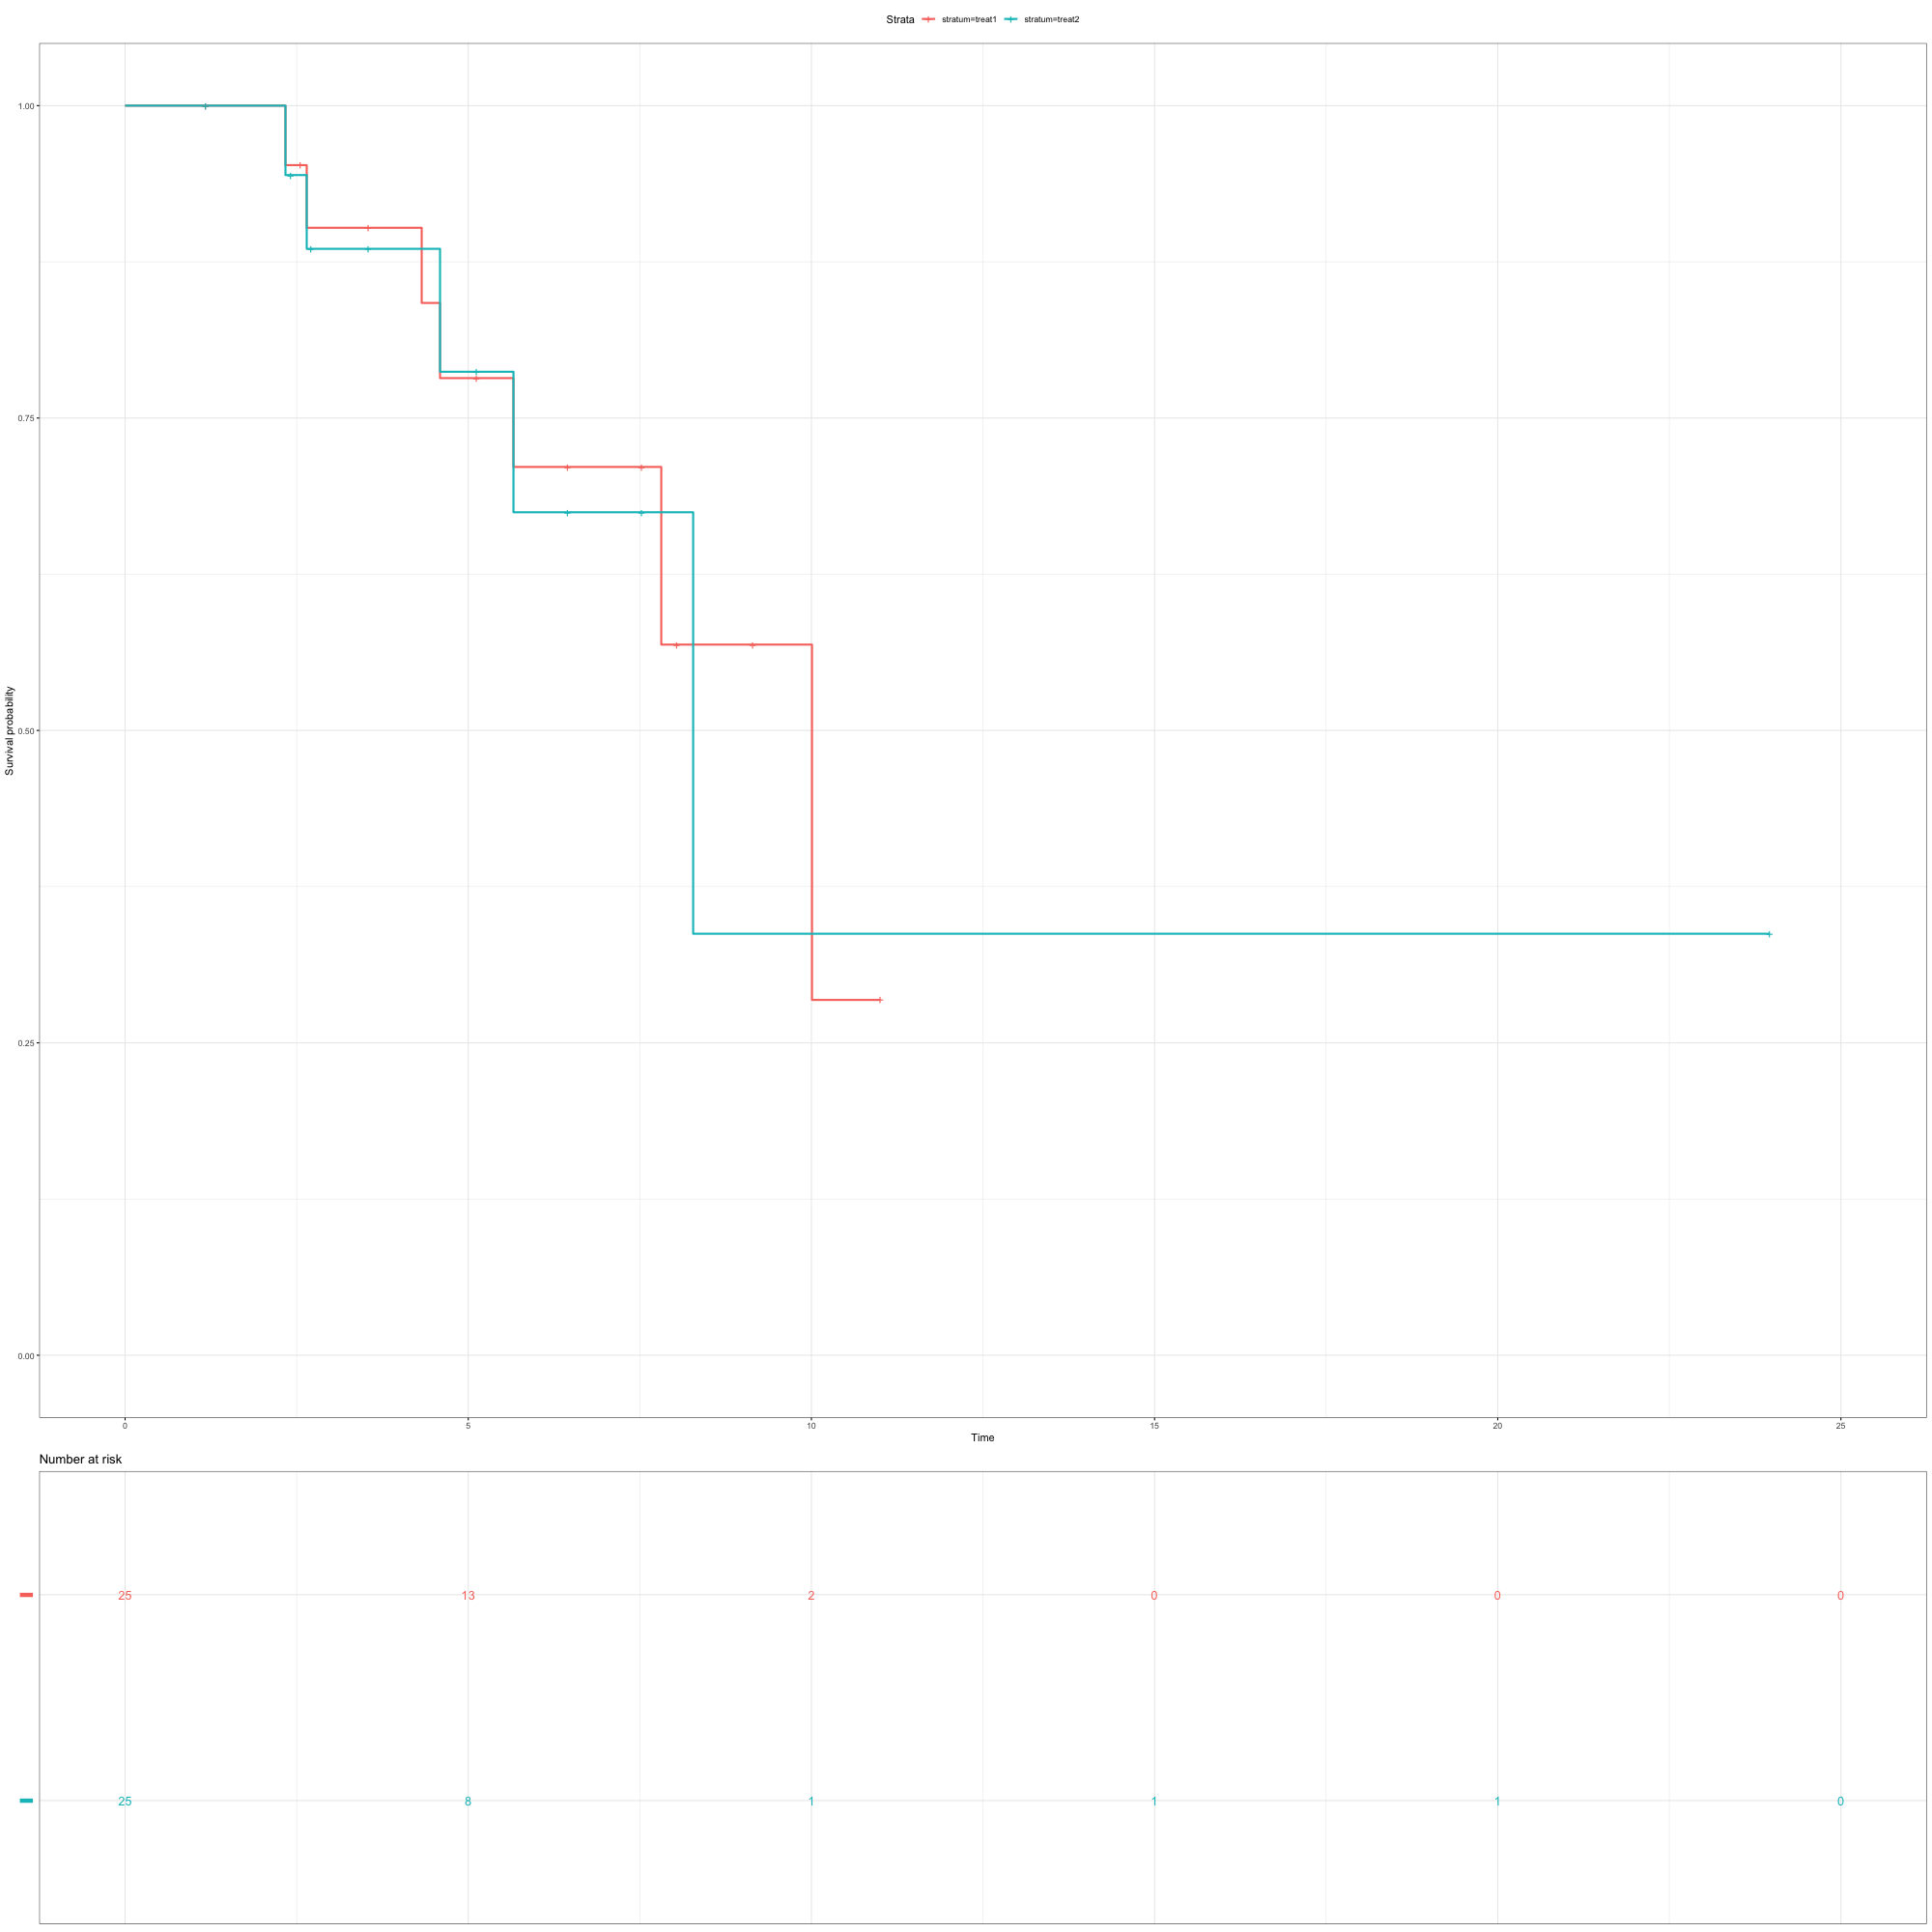 Strata stratum=treat1 stratum=treat2
1.00
0.75
0.50
0.25
0.00
Survival probability
0 5 10 15 20 25
Time
Number at risk
25 13 2 0 0 0
25 8 1 1 1 0